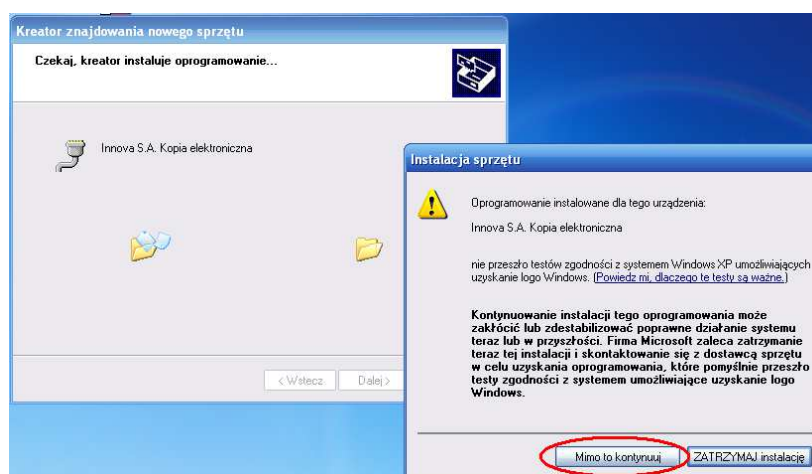 Kreator znajdowania nowego sprzętu
Czekaj, kreator instaluje oprogramowanie...
Innova S.A. Kopia elektroniczna
< Wstecz
Dalej >
Instalacja sprzętu
Oprogramowanie instalowane dla tego urządzenia:
Innova S.A. Kopia elektroniczna
nie przeszło testów zgodności z systemem Windows XP umożliwiających
uzyskanie logo Windows. (Powiedz mi, dlaczego te testy są ważne.)
Kontynuowanie instalacji tego oprogramowania może
zakłócić lub zdestabilizować poprawne działanie systemu
teraz lub w przyszłości. Firma Microsoft zaleca zatrzymanie
teraz tej instalacji i skontaktowanie się z dostawcą sprzętu
w celu uzyskania oprogramowania, które pomyślnie przeszło
testy zgodności z systemem umożliwiające uzyskanie logo
Windows.
Mimo to kontynuuj
ZATRZYMAJ instalację